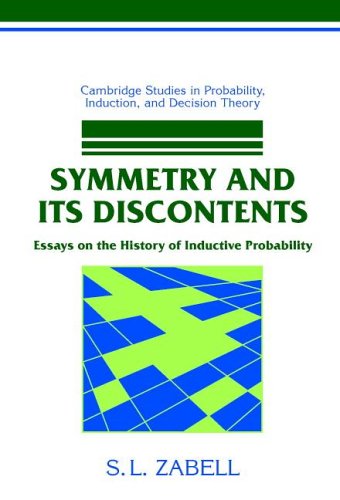 Cambridge Studies in Probability,
Induction, and Decision Theory
SYMMETRY AND
ITS DISCONTENTS
Essays on the History of Inductive Probability
S. L. ZABELL